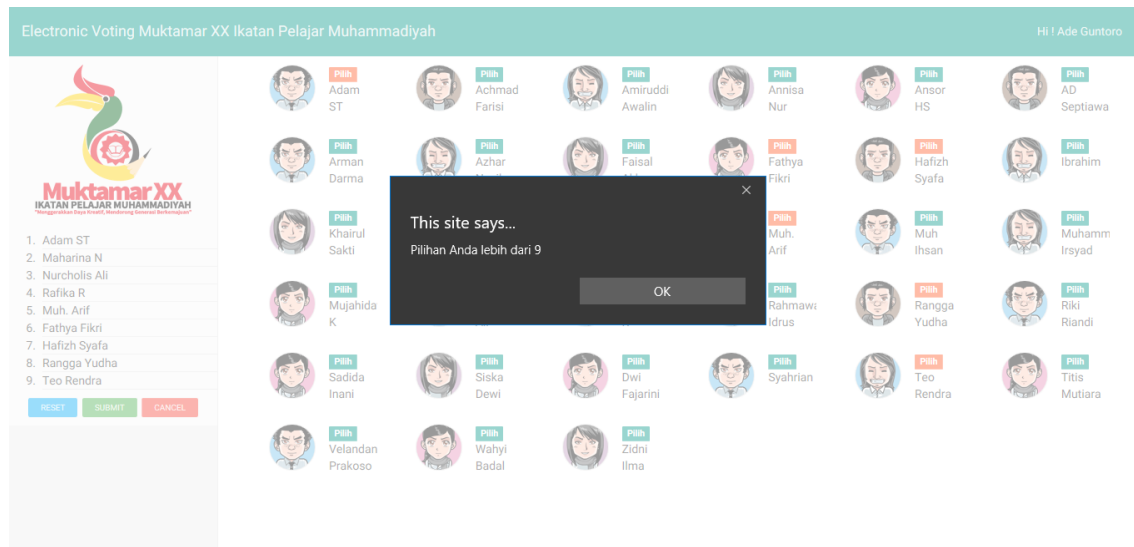 Electronic Voting Muktamar XX Ikatan Pelajar Muhammadiyah
Hi ! Ade Guntoro
Muktamar XX
IKATAN PELAJAR MUHAMMADIYAH
"Menggerakkan Daya Kreatif, Mendorong Generasi Berkemajuan"
1. Adam ST
2. Maharina N
3. Nurcholis Ali
4. Rafika R
5. Muh. Arif
6. Fathya Fikri
7. Hafizh Syafa
8. Rangga Yudha
9. Teo Rendra
RESET SUBMIT CANCEL
Pilih
Adam
ST
Pilih
Achmad
Farisi
Pilih
Amiruddi
Awalin
Pilih
Annisa
Nur
Pilih
Ansor
HS
Pilih
AD
Septiawa
Pilih
Arman
Darma
Pilih
Azhar
Pilih
Faisal
Pilih
Fathya
Fikri
Pilih
Hafizh
Syafa
Pilih
Ibrahim
Pilih
Khairul
Sakti
Pilih
Muh.
Arif
Pilih
Muh
Ihsan
Pilih
Muhamm
Irsyad
Pilih
Mujahida
K
Pilih
Rahmawa
Idrus
Pilih
Rangga
Yudha
Pilih
Riki
Riandi
Pilih
Sadida
Inani
Pilih
Siska
Dewi
Pilih
Dwi
Fajarini
Pilih
Syahrian
Pilih
Teo
Rendra
Pilih
Titis
Mutiara
Pilih
Velandan
Prakoso
Pilih
Wahyi
Badal
Pilih
Zidni
Ilma
This site says...
Pilihan Anda lebih dari 9
OK